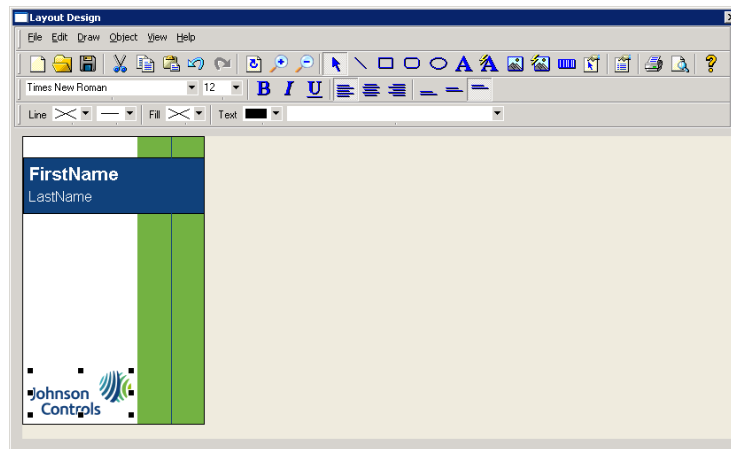 Layout Design
File Edit Draw Object View Help
Times New Roman 12 B I U
Line Fill Text
FirstName
LastName
Johnson
Controls